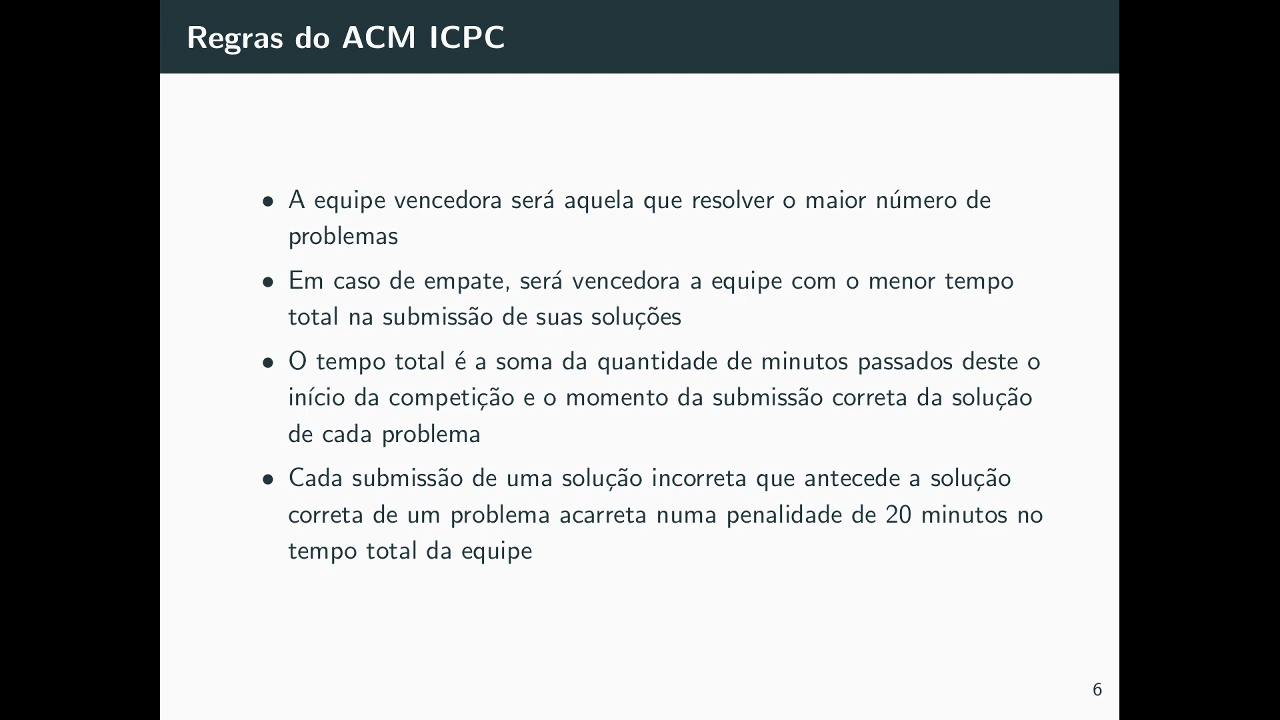 Regras do ACM ICPC
• A equipe vencedora será aquela que resolver o maior número de
problemas
• Em caso de empate, será vencedora a equipe com o menor tempo
total na submissão de suas soluções
• O tempo total é a soma da quantidade de minutos passados deste o
início da competição e o momento da submissão correta da solução
de cada problema
• Cada submissão de uma solução incorreta que antecede a solução
correta de um problema acarreta numa penalidade de 20 minutos no
tempo total da equipe
6